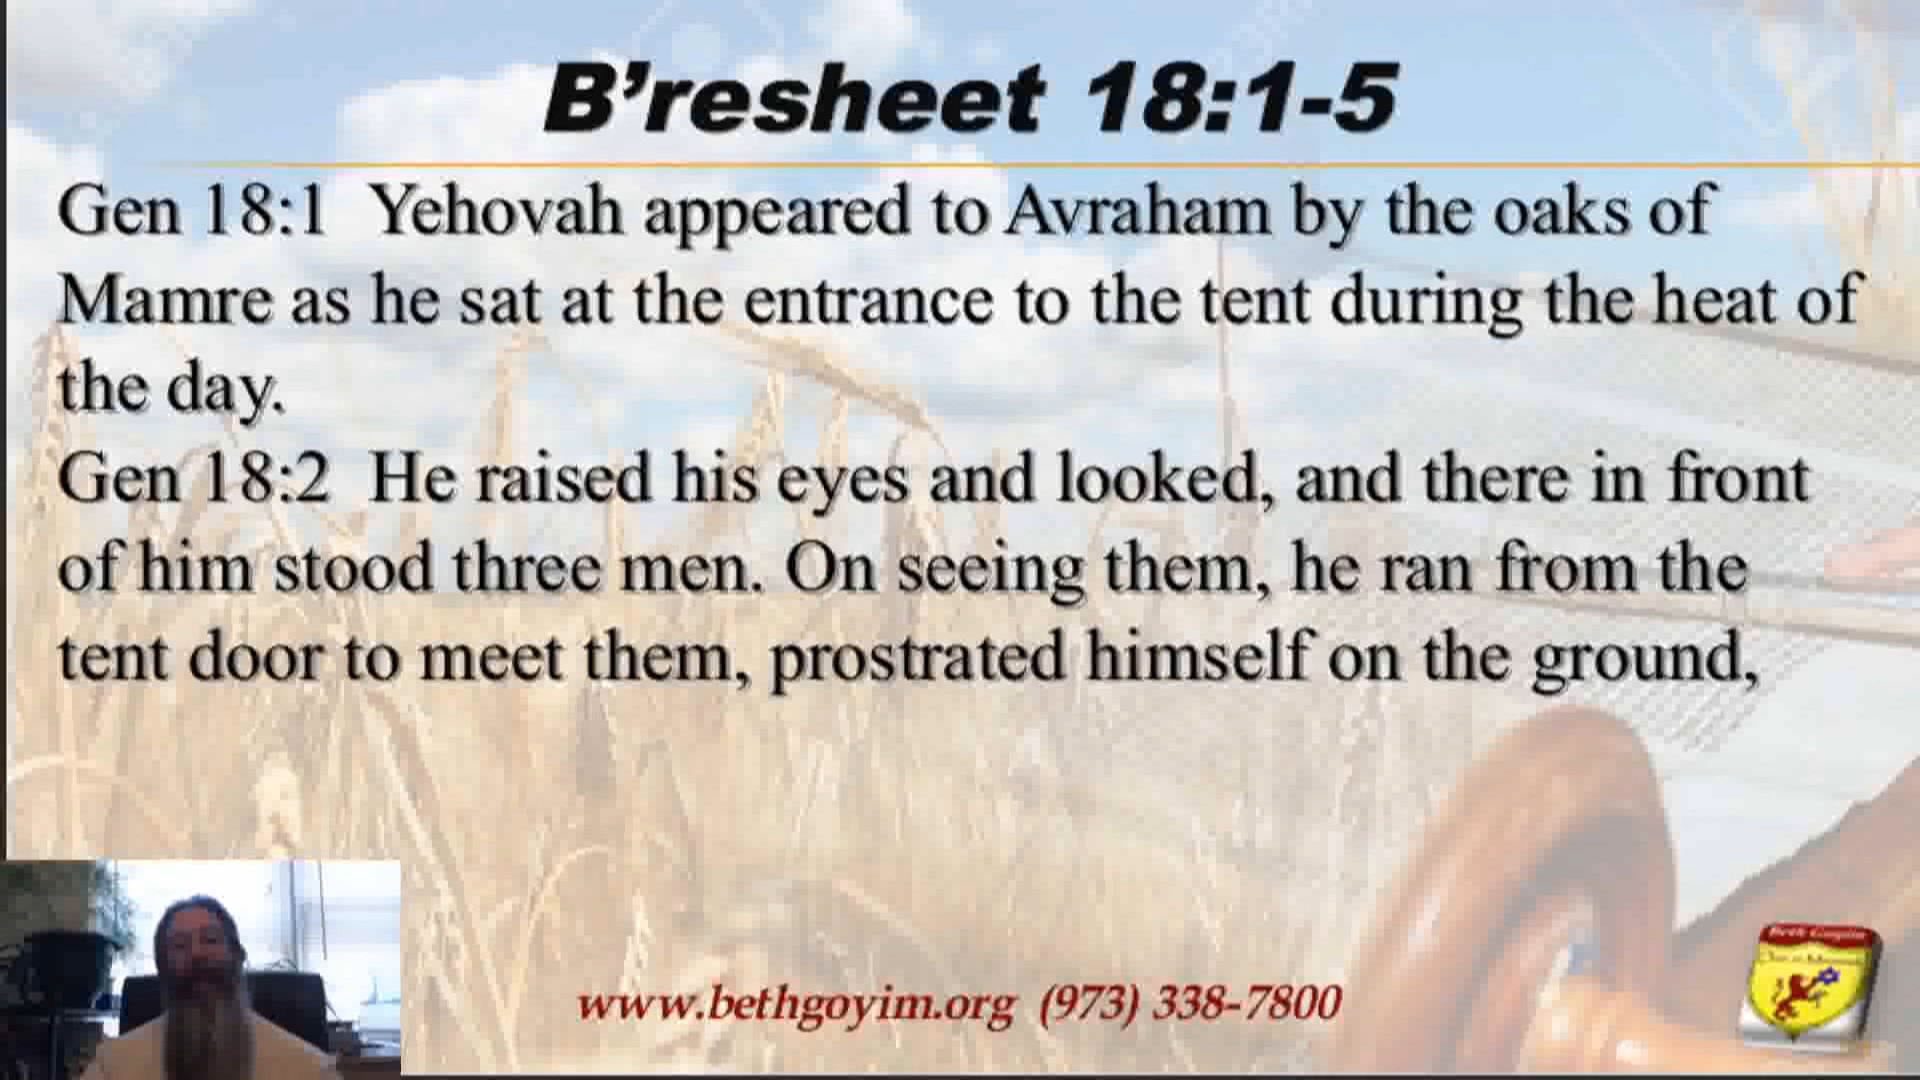 B’resheet 18:1-5
Gen 18:1 Yehovah appeared to Avraham by the oaks of
Mamre as he sat at the entrance to the tent during the heat of
the day.
Gen 18:2 He raised his eyes and looked, and there in front
of him stood three men. On seeing them, he ran from the
tent door to meet them, prostrated himself on the ground,
www.bethgoyim.org (973) 338-7800
Beth Goyim